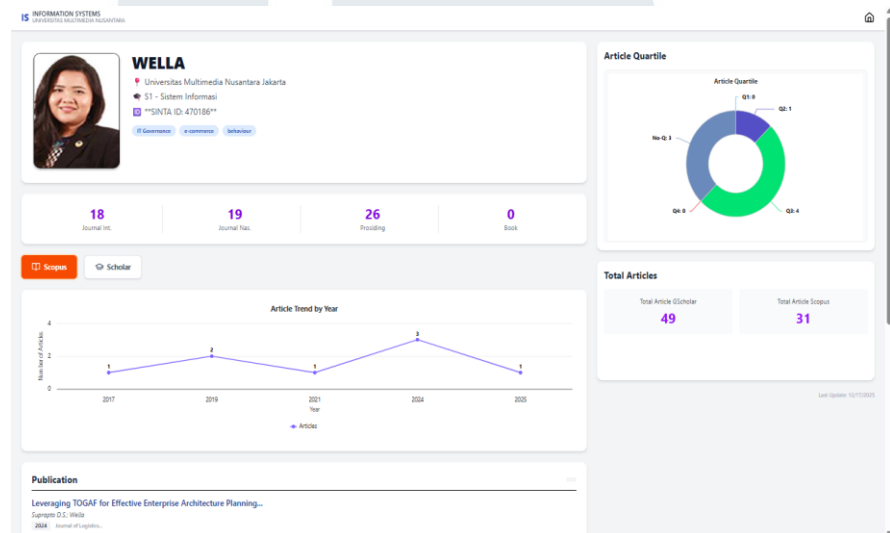 IS INFORMATION SYSTEMS
UNIVERSITAS MULTIMEDIA NUSANTARA
WELLA
Universitas Multimedia Nusantara Jakarta
S1 - Sistem Informasi
ID **SINTA ID: 470186**
IT Governance e-commerce behaviour
18 19 26 0
Journal Int. Journal Nas. Prosiding Book
Scopus Scholar
Article Trend by Year
Number of Articles
4
2
0
1 2 1 3 1
2017 2019 2021 2024 2025
Year
Articles
Publication
Leveraging TOGAF for Effective Enterprise Architecture Planning...
Suprapto D.S.; Wella
2024 Journal of Logistics..
Article Quartile
Article Quartile
Q1: 0
Q2: 1
No-Q: 3
Q4: 0
Q3: 4
Total Articles
Total Article GScholar Total Article Scopus
49 31
Last Update: 12/17/2025